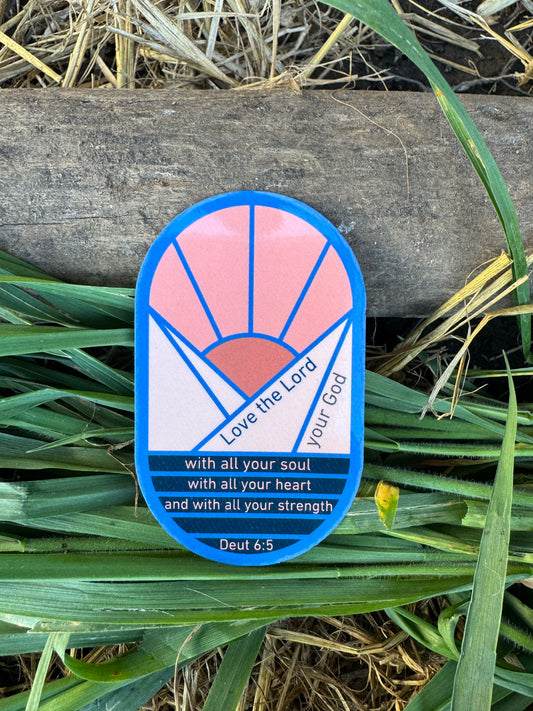 Love the Lord
your God
with all your soul
with all your heart
and with all your strength
Deut 6:5